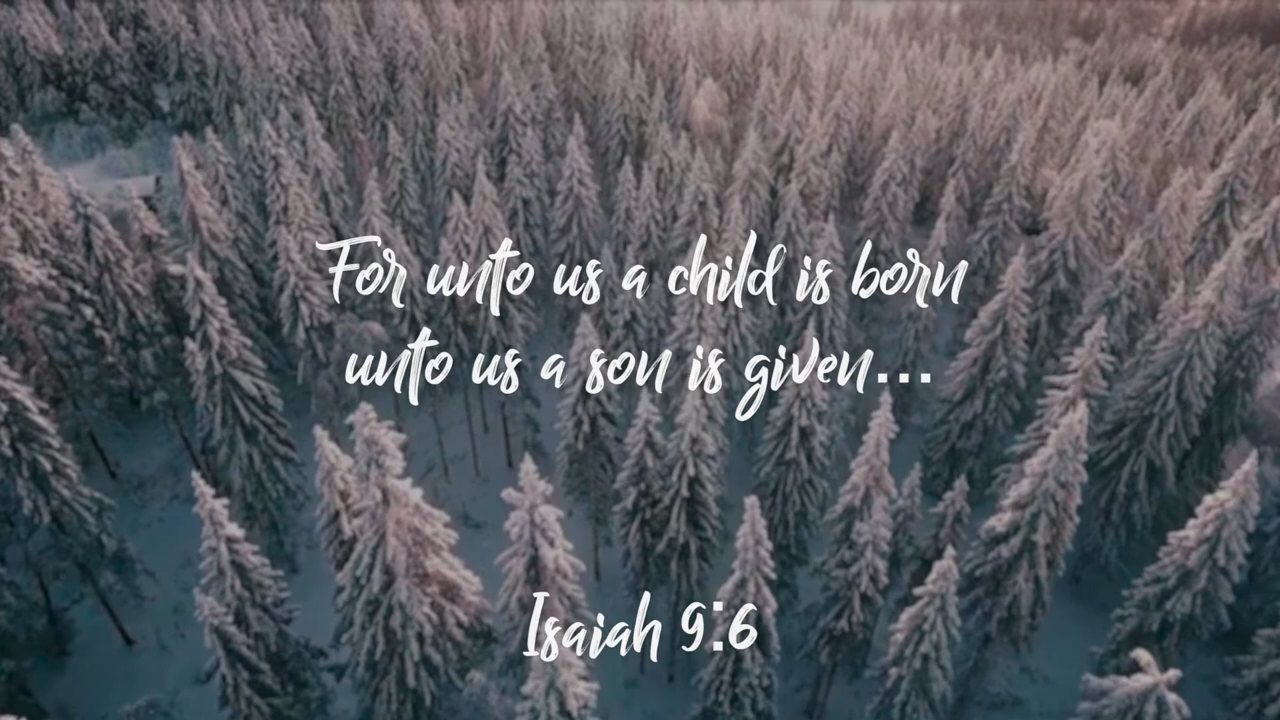 For unto us a child is born
unto us a son is given...
Isaiah 9:6